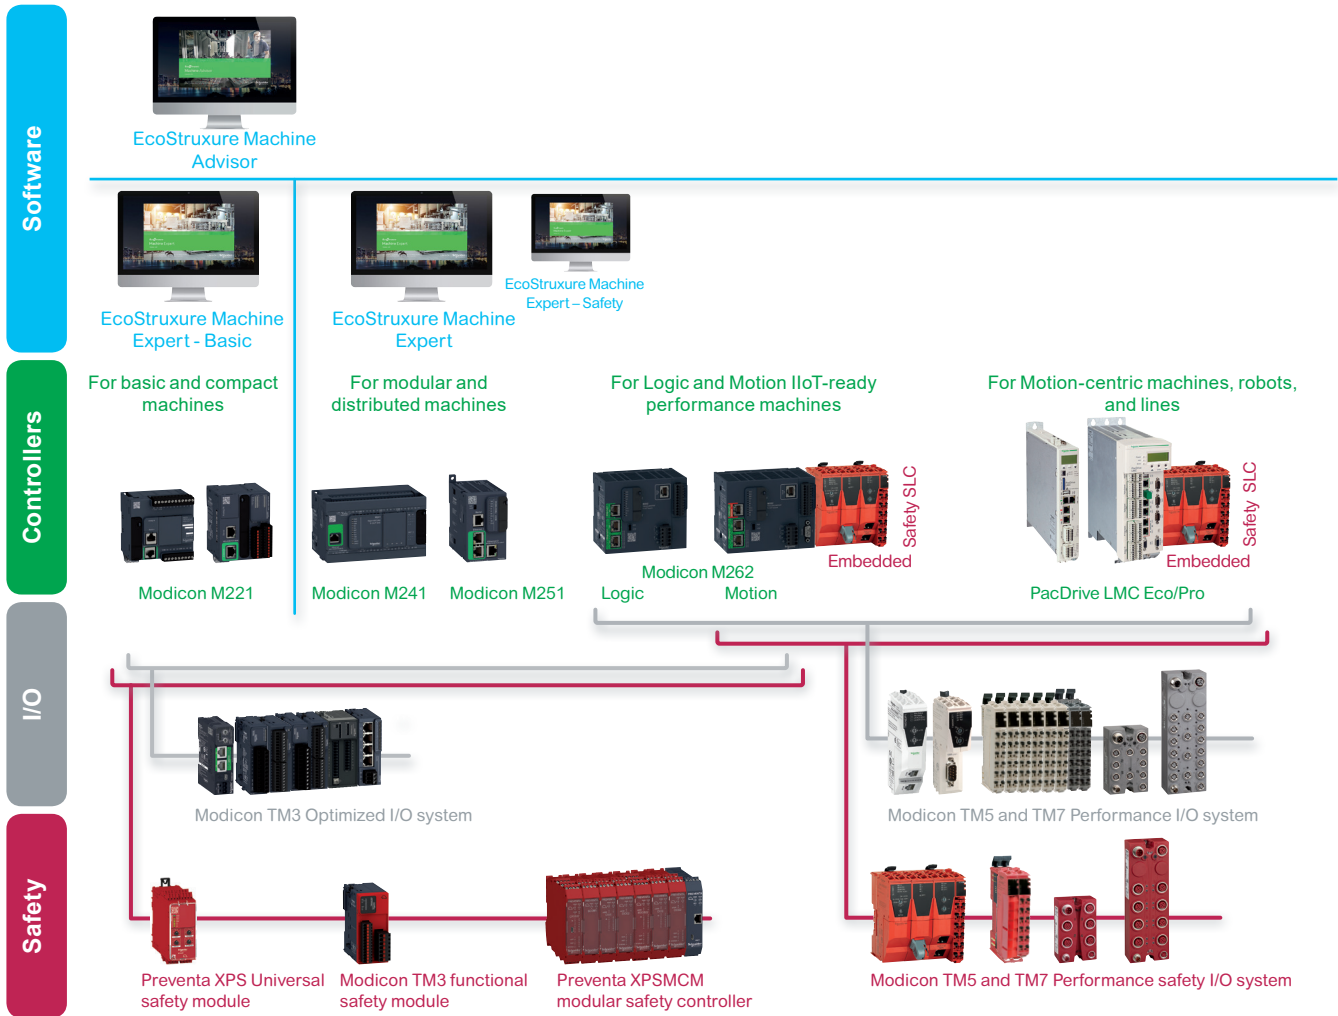 Software
EcoStruxure Machine
Advisor
EcoStruxure Machine
Expert - Basic
EcoStruxure Machine
Expert
EcoStruxure Machine
Expert – Safety
Controllers
For basic and compact
machines
For modular and
distributed machines
For Logic and Motion IIoT-ready
performance machines
For Motion-centric machines, robots,
and lines
Safety SLC
Embedded
Safety SLC
Embedded
Modicon M221
Modicon M241
Modicon M251
Modicon M262
Logic
Motion
PacDrive LMC Eco/Pro
I/O
Modicon TM3 Optimized I/O system
Modicon TM5 and TM7 Performance I/O system
Safety
Preventa XPS Universal
safety module
Modicon TM3 functional
safety module
Preventa XPSMCM
modular safety controller
Modicon TM5 and TM7 Performance safety I/O system